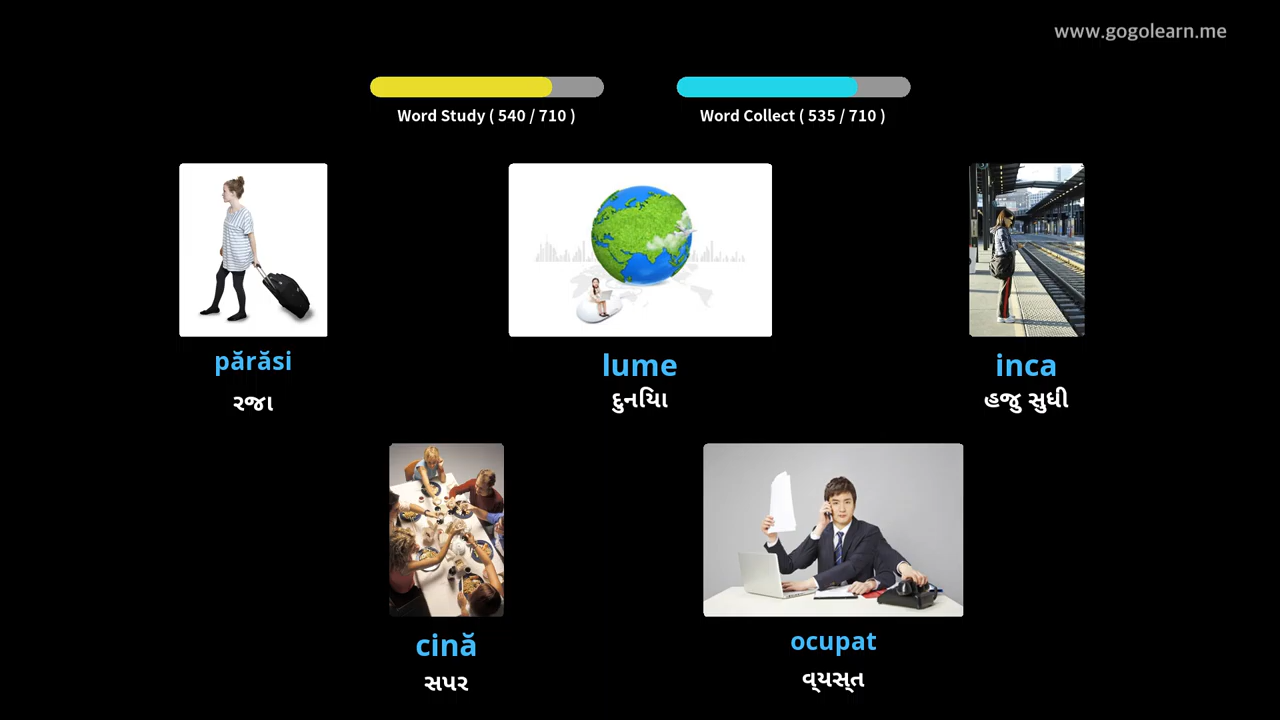 www.gogolearn.me
Word Study ( 540 / 710 )
Word Collect ( 535 / 710 )
părăsi
lume
inca
રજા
દુનિયા
હજુ સુધી
cină
ocupat
સપર
વ્યસ્ત